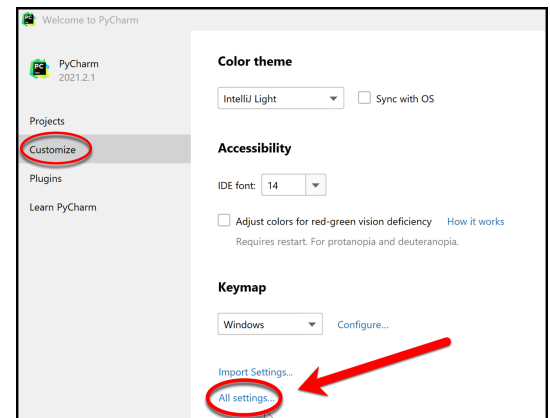 Welcome to PyCharm
PC
PyCharm
2021.2.1
Projects
Customize
Plugins
Learn PyCharm
Color theme
IntelliJ Light
Sync with OS
Accessibility
IDE font: 14
Adjust colors for red-green vision deficiency How it works
Requires restart. For protanopia and deuteranopia.
Keymap
Windows Configure...
Import Settings...
All settings...